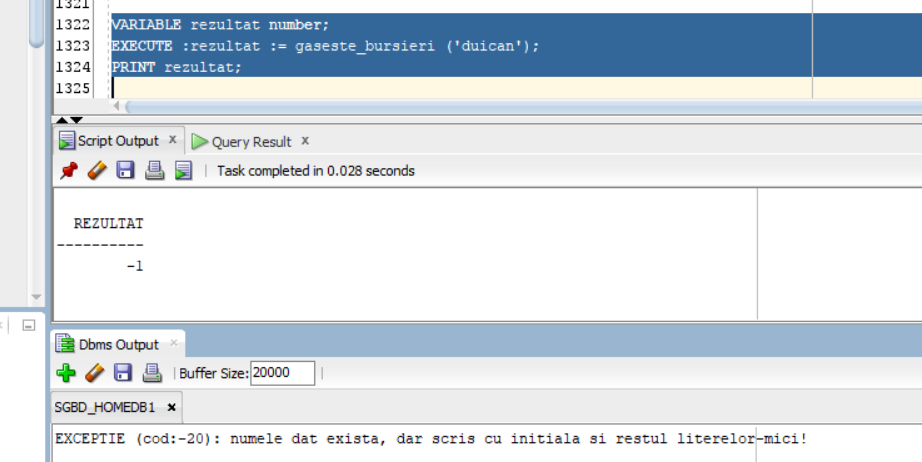 1321
1322 VARIABLE rezultat number;
1323 EXECUTE :rezultat := gaseste_bursieri ('duican');
1324 PRINT rezultat;
1325
Script Output x Query Result x
Task completed in 0.028 seconds
REZULTAT
----------
-1
Dbms Output x
Buffer Size: 20000
SGBD_HOMEDB1 x
EXCEPTIE (cod:-20): numele dat exista, dar scris cu initiala si restul literelor-mici!